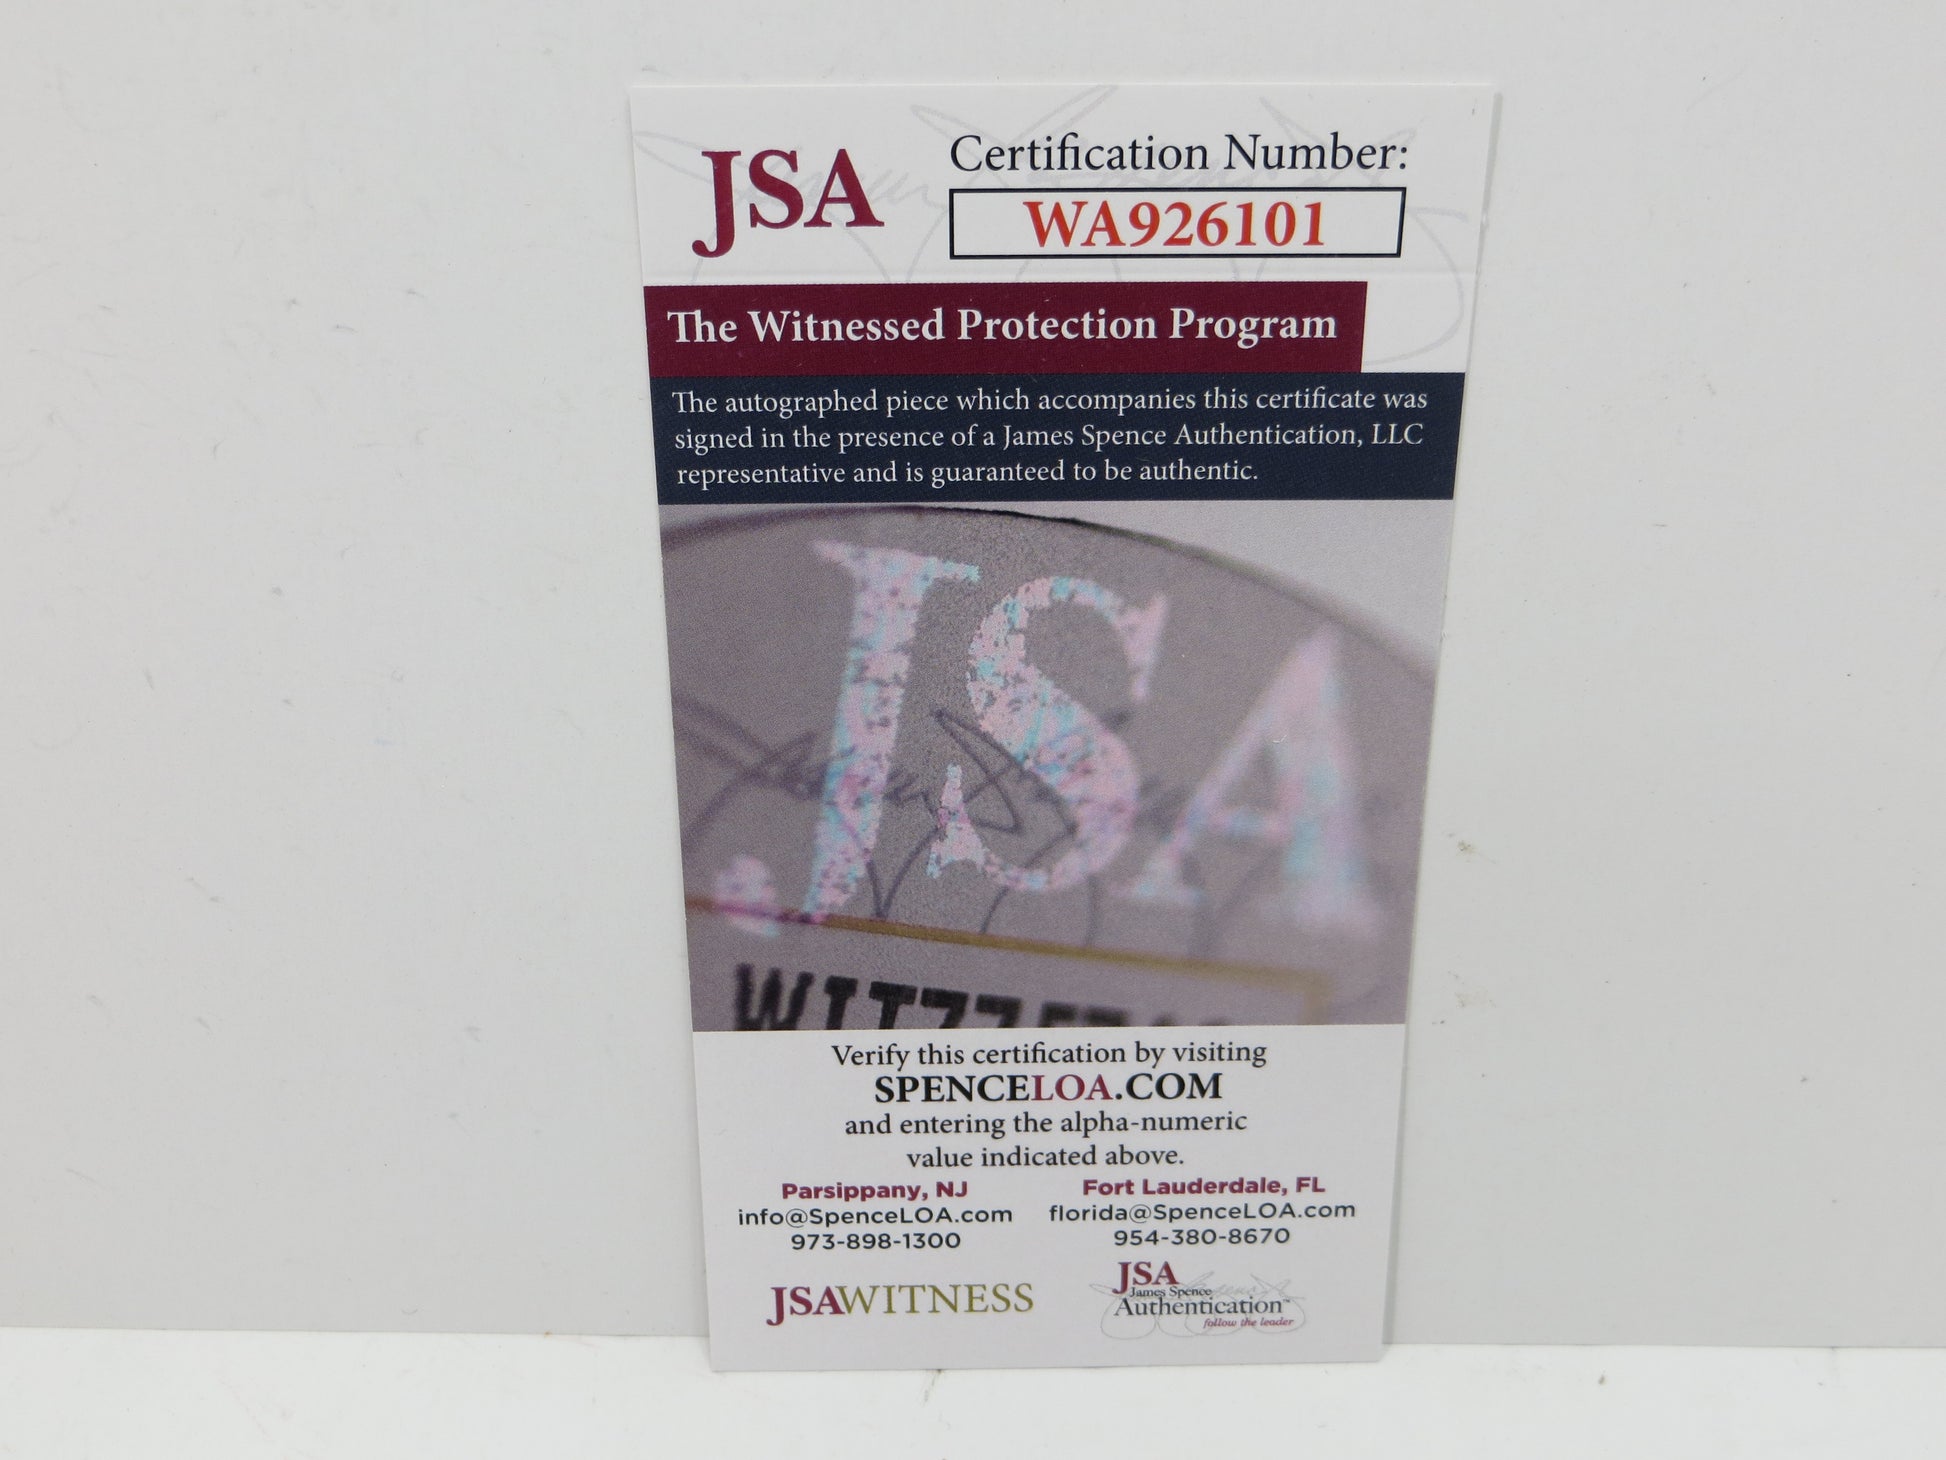 JSA
Certification Number:
WA926101
The Witnessed Protection Program
The autographed piece which accompanies this certificate was
signed in the presence of a James Spence Authentication, LLC
representative and is guaranteed to be authentic.
JSA
Verify this certification by visiting
SPENCELOA.COM
and entering the alpha-numeric
value indicated above.
Parsippany, NJ
info@SpenceLOA.com
973-898-1300
Fort Lauderdale, FL
florida@SpenceLOA.com
954-380-8670
JSAWITNESS
JSA
James Spence
Authentication™
follow the leader